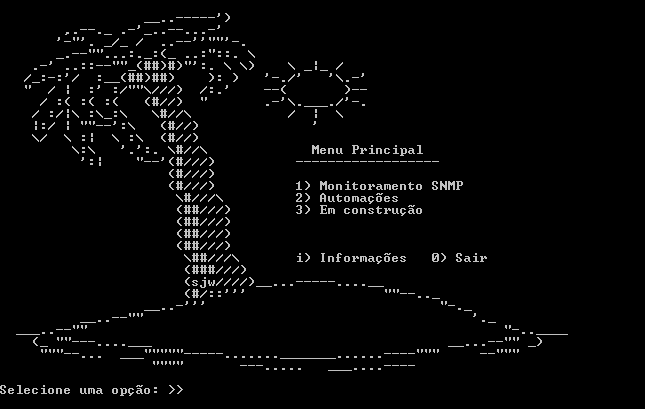 Menu Principal
1) Monitoramento SNMP
2) Automações
3) Em construção
i) Informações 0) Sair
sjw
Selecione uma opção: >>